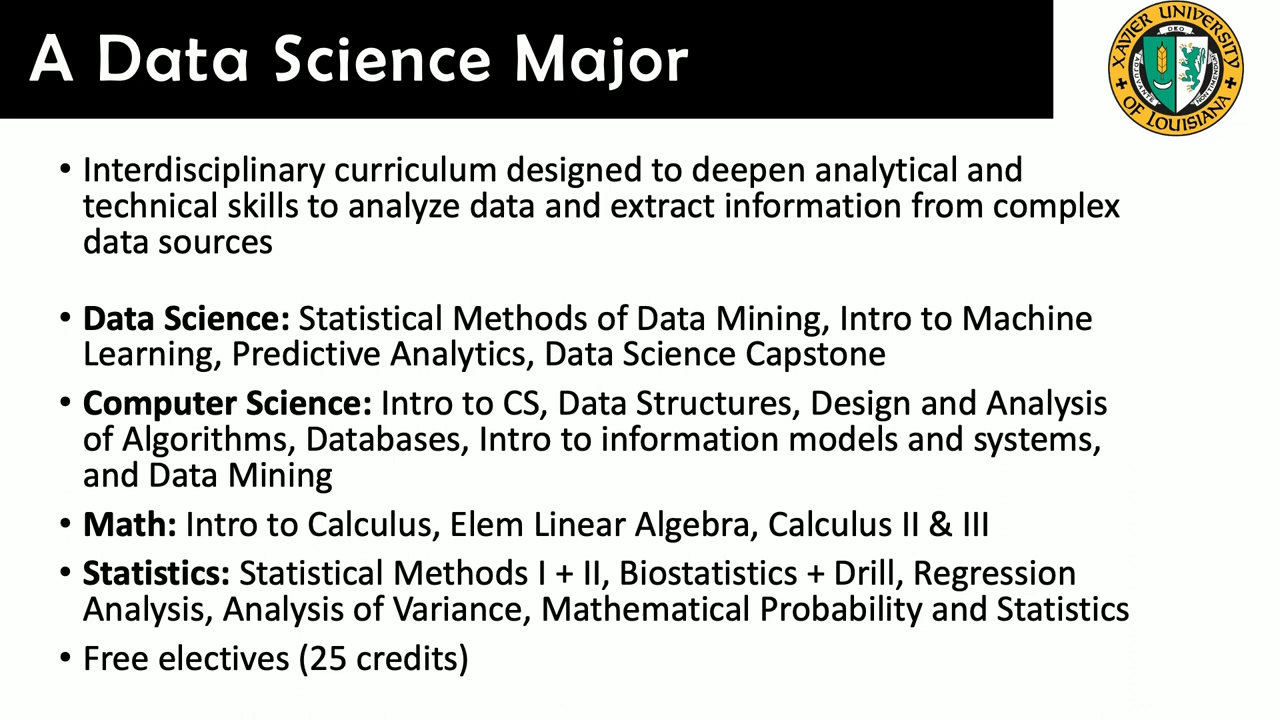 A Data Science Major
XAVIER UNIVERSITY
OF LOUISIANA
DEO
• Interdisciplinary curriculum designed to deepen analytical and
technical skills to analyze data and extract information from complex
data sources
• Data Science: Statistical Methods of Data Mining, Intro to Machine
Learning, Predictive Analytics, Data Science Capstone
• Computer Science: Intro to CS, Data Structures, Design and Analysis
of Algorithms, Databases, Intro to information models and systems,
and Data Mining
• Math: Intro to Calculus, Elem Linear Algebra, Calculus II & III
• Statistics: Statistical Methods I + II, Biostatistics + Drill, Regression
Analysis, Analysis of Variance, Mathematical Probability and Statistics
• Free electives (25 credits)